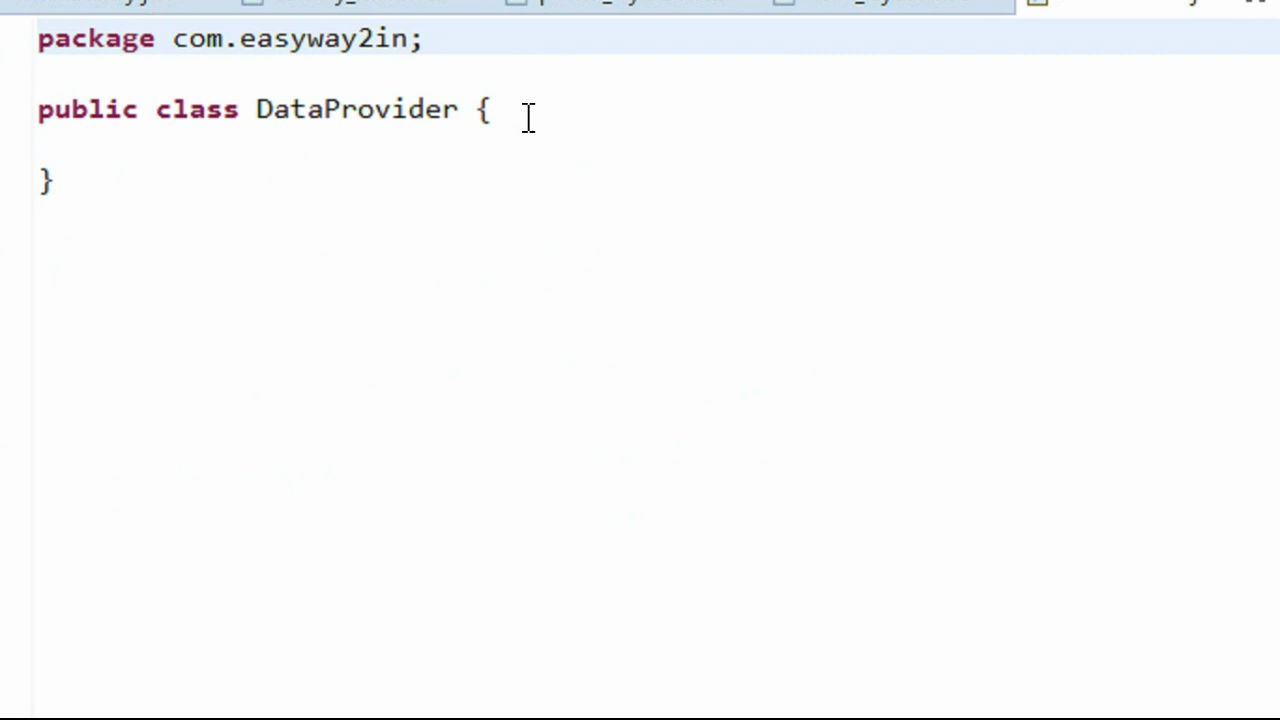 package com.easyway2in;
public class DataProvider {
}